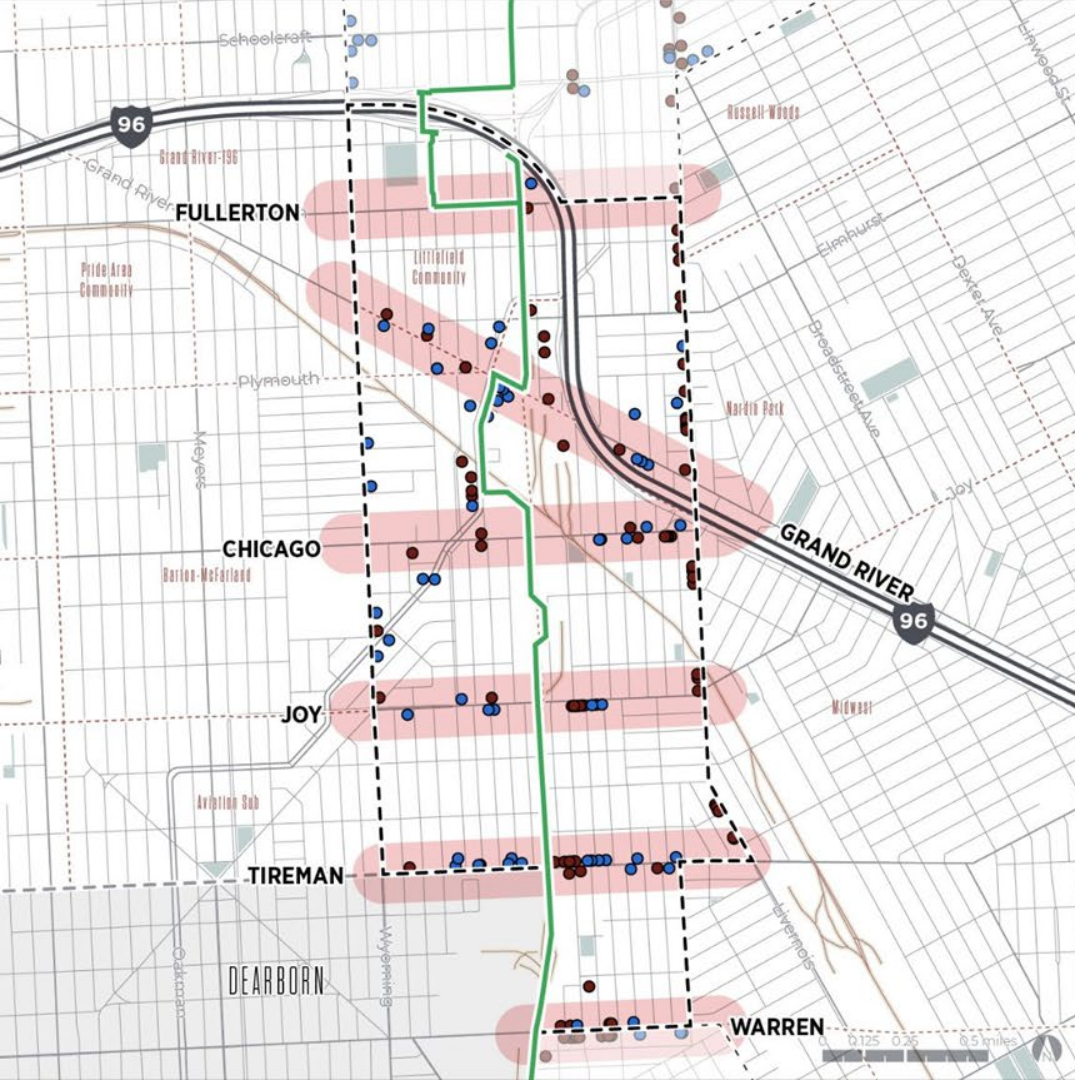 Schoolcraft
Linwood St
96
Russell Woods
Grand River-I96
Grand River
FULLERTON
Elmhurst
Littlefield
Community
Pride Area
Community
Dexter Ave
Broadstreet Ave
Plymouth
Nardin Park
Meyers
Joy
CHICAGO
GRAND RIVER
Barton-McFarland
96
JOY
Midwest
Aviation Sub
TIREMAN
Livernois
Oakman
DEARBORN
Wyoming
WARREN
0 0.125 0.25 0.5 miles
N